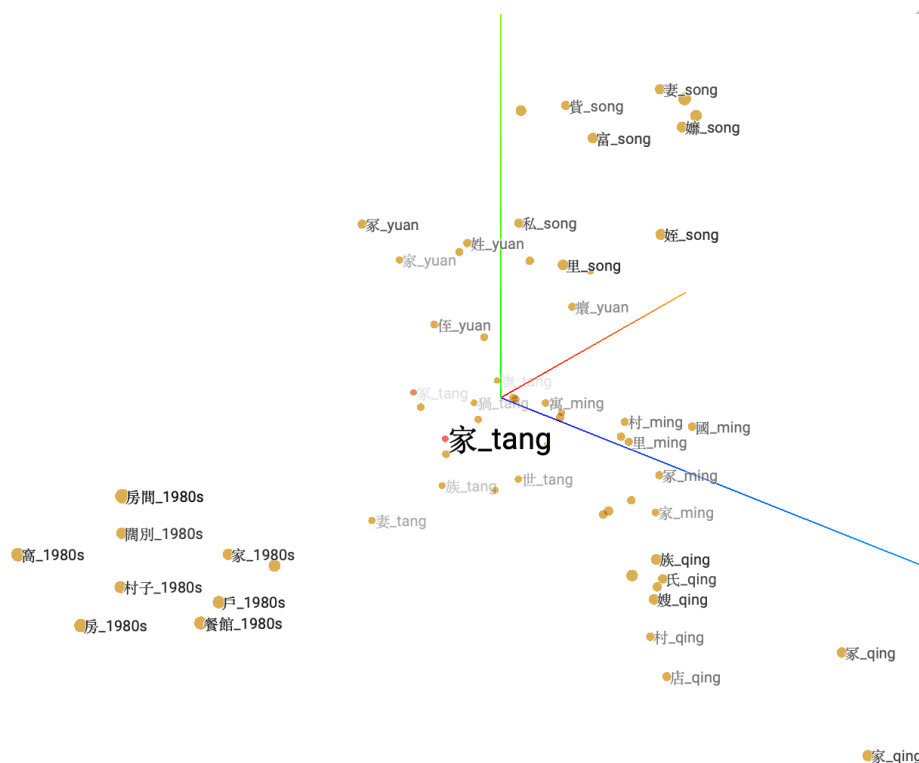 妻_song
貲_song
嫲_song
富_song
冢_yuan
私_song
姓_yuan
姪_song
家_yuan
里_song
癏_yuan
侄_yuan
冢_tang
寓_ming
村_ming
國_ming
家_tang
里_ming
冢_ming
世_tang
族_tang
房間_1980s
家_ming
妻_tang
闊別_1980s
窩_1980s
家_1980s
族_qing
氏_qing
村子_1980s
嫂_qing
戶_1980s
房_1980s
餐館_1980s
村_qing
冢_qing
店_qing
家_qing